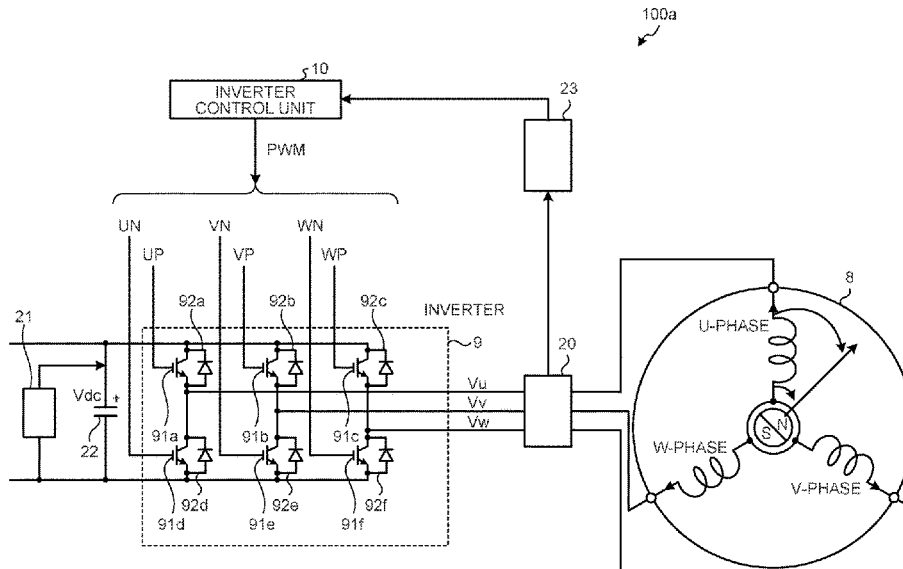 100a
10
INVERTER
CONTROL UNIT
23
PWM
UN
VN
WN
UP
VP
WP
92a
92b
92c
INVERTER
8
21
9
20
U-PHASE
Vdc
+
22
Vu
Vv
Vw
91a
91b
91c
S
N
W-PHASE
V-PHASE
92d
92e
92f
91d
91e
91f